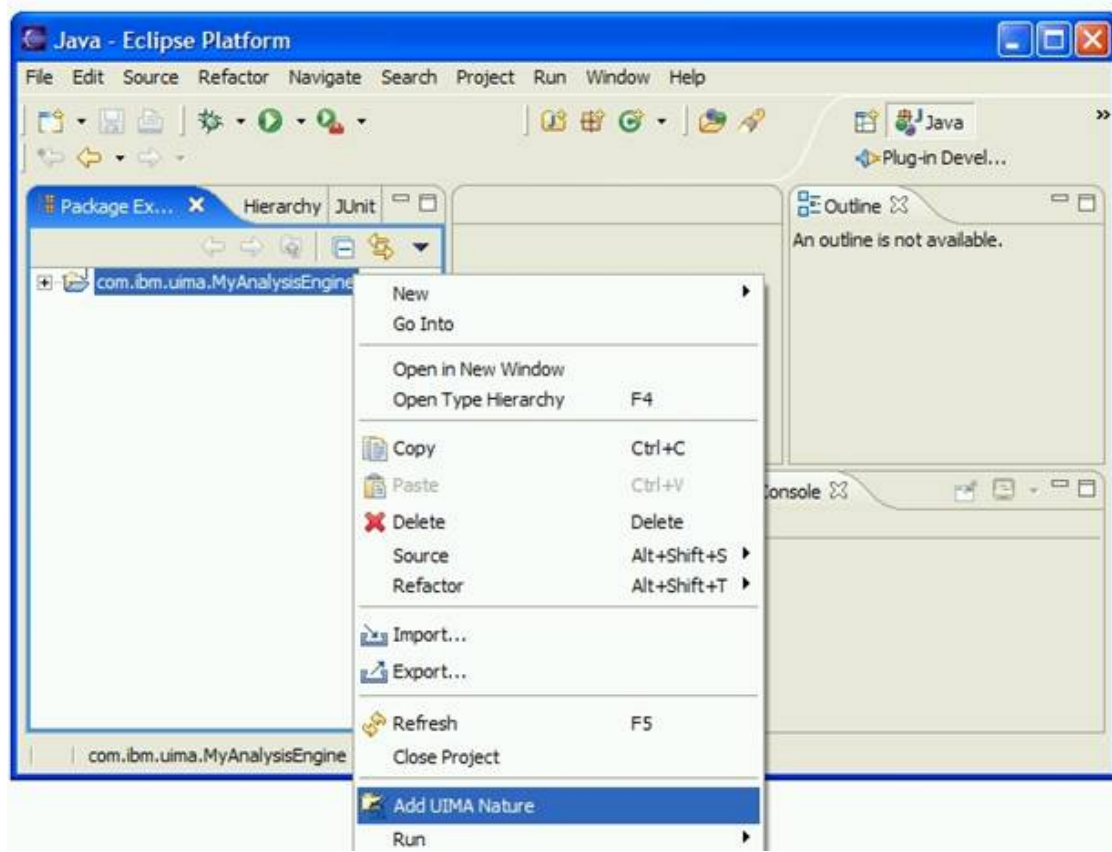 Java - Eclipse Platform
File Edit Source Refactor Navigate Search Project Run Window Help
Java
Plug-in Devel...
Package Ex... Hierarchy JUnit
Outline
An outline is not available.
com.ibm.uima.MyAnalysisEngine
New
Go Into
Open in New Window
Open Type Hierarchy F4
Copy Ctrl+C
Paste Ctrl+V
Console
Delete Delete
Source Alt+Shift+S
Refactor Alt+Shift+T
Import...
Export...
Refresh F5
com.ibm.uima.MyAnalysisEngine
Close Project
Add UIMA Nature
Run